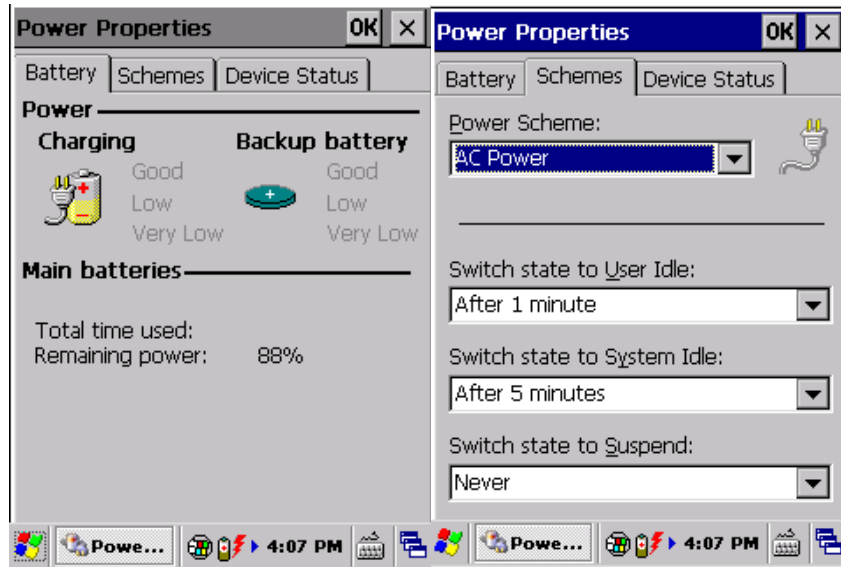 Power Properties OK ×
Battery Schemes Device Status
Power
Charging Backup battery
Good Good
Low Low
Very Low Very Low
Main batteries
Total time used:
Remaining power: 88%
Powe... 4:07 PM
Power Properties OK ×
Battery Schemes Device Status
Power Scheme:
AC Power
Switch state to User Idle:
After 1 minute
Switch state to System Idle:
After 5 minutes
Switch state to Suspend:
Never
Powe... 4:07 PM